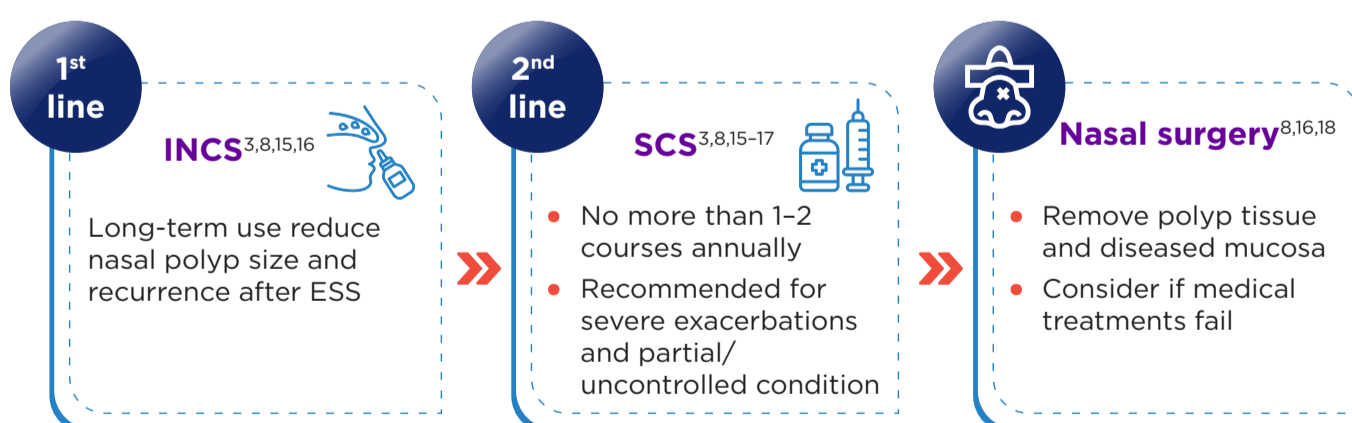 1st
line
INCS3,8,15,16
Long-term use reduce
nasal polyp size and
recurrence after ESS
2nd
line
SCS3,8,15–17
• No more than 1–2
courses annually
• Recommended for
severe exacerbations
and partial/
uncontrolled condition
Nasal surgery8,16,18
• Remove polyp tissue
and diseased mucosa
• Consider if medical
treatments fail